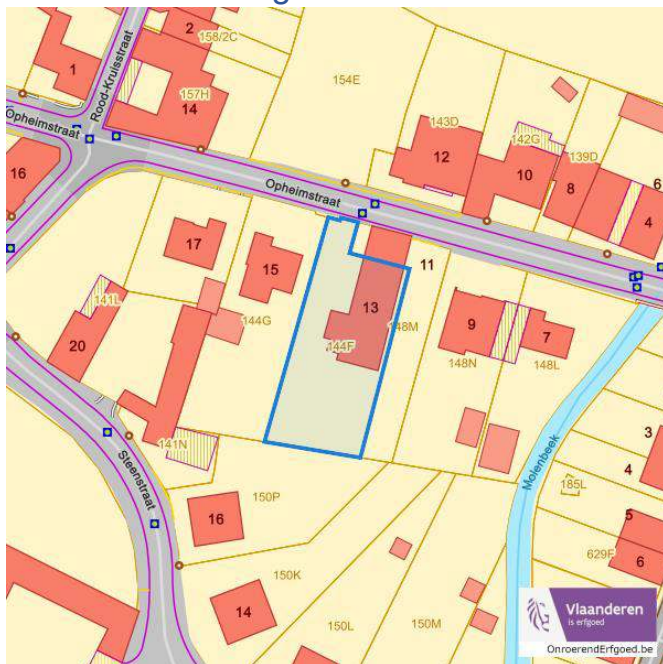 1
2
158/2C
157H
14
Rood-Kruisstraat
Opheimstraat
16
154E
143D
12
142G
10
139D
8
6
4
Opheimstraat
17
15
11
13
141L
144G
144F
148M
9
7
148N
148L
20
141N
Steenstraat
150P
16
150K
14
150L
150M
Molenbeek
185L
3
4
5
629F
6
Vlaanderen
is erfgoed
OnroerendErfgoed.be